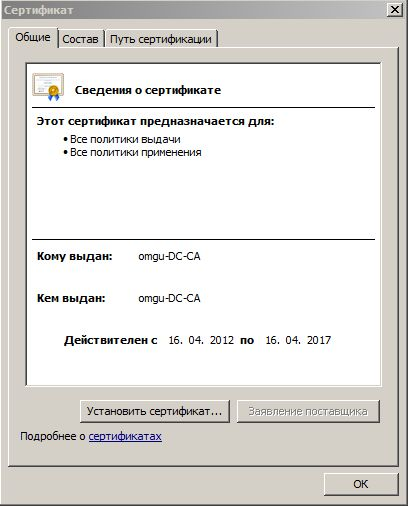 Сертификат
Общие Состав Путь сертификации
Сведения о сертификате
Этот сертификат предназначается для:
• Все политики выдачи
• Все политики применения
Кому выдан: omgu-DC-CA
Кем выдан: omgu-DC-CA
Действителен с 16. 04. 2012 по 16. 04. 2017
Установить сертификат... Заявление поставщика
Подробнее о сертификатах
OK